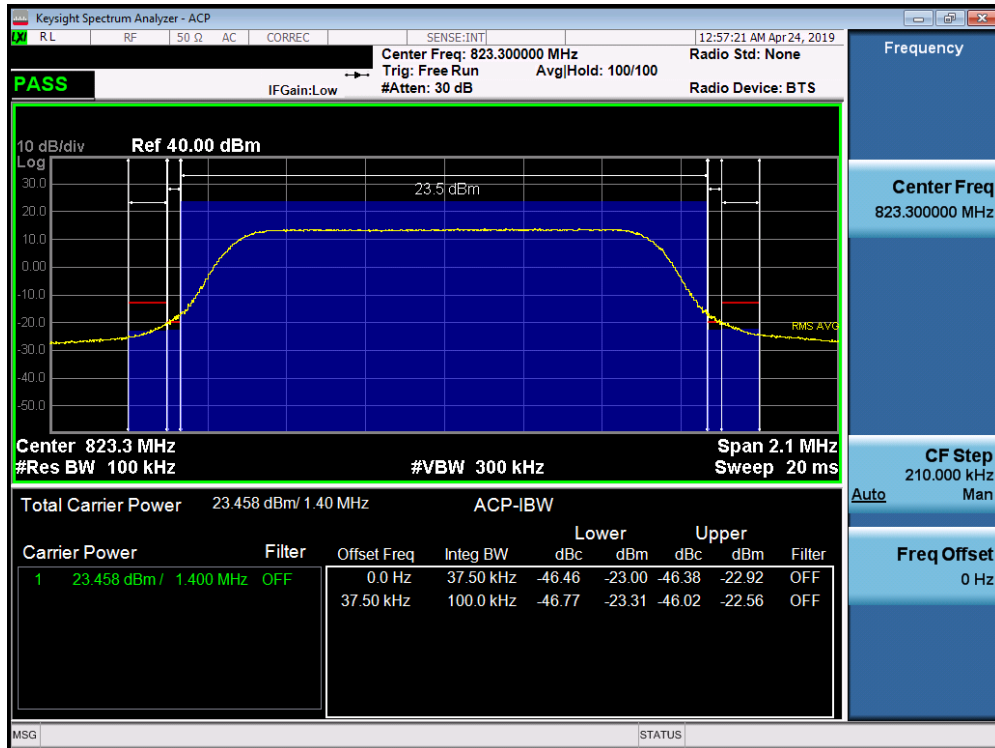 Keysight Spectrum Analyzer - ACP
LXI RL RF 50 Ω AC CORREC SENSE:INT 12:57:21 AM Apr 24, 2019
Center Freq: 823.300000 MHz Radio Std: None
Trig: Free Run Avg|Hold: 100/100
PASS IFGain:Low #Atten: 30 dB Radio Device: BTS
Frequency
10 dB/div Ref 40.00 dBm
Log
30.0
23.5 dBm
20.0
10.0
0.00
-10.0
-20.0
RMS AVG
-30.0
-40.0
-50.0
Center 823.3 MHz Span 2.1 MHz
#Res BW 100 kHz #VBW 300 kHz Sweep 20 ms
Total Carrier Power 23.458 dBm/ 1.40 MHz ACP-IBW
Lower Upper
Carrier Power Filter Offset Freq Integ BW dBc dBm dBc dBm Filter
1 23.458 dBm / 1.400 MHz OFF 0.0 Hz 37.50 kHz -46.46 -23.00 -46.38 -22.92 OFF
37.50 kHz 100.0 kHz -46.77 -23.31 -46.02 -22.56 OFF
Center Freq
823.300000 MHz
CF Step
210.000 kHz
Auto Man
Freq Offset
0 Hz
MSG STATUS